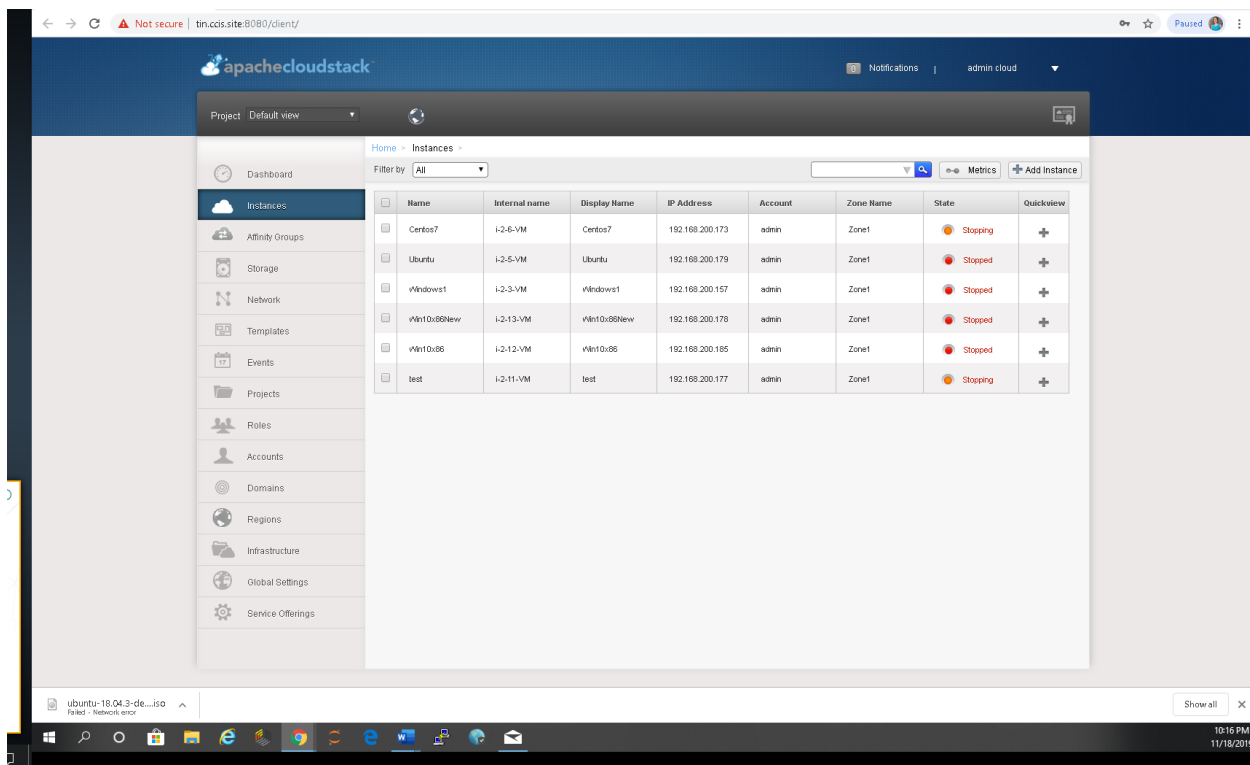 Not secure | tin.ccis.site:8080/client/
Paused
apachecloudstack
0 Notifications | admin cloud
Project Default view
Home > Instances >
Filter by All
Metrics
Add Instance
Dashboard
Instances
Affinity Groups
Storage
Network
Templates
Events
17
Projects
Roles
Accounts
Domains
Regions
Infrastructure
Global Settings
Service Offerings
Name Internal name Display Name IP Address Account Zone Name State Quickview
Centos7 i-2-6-VM Centos7 192.168.200.173 admin Zone1 Stopping
Ubuntu i-2-5-VM Ubuntu 192.168.200.179 admin Zone1 Stopped
Windows1 i-2-3-VM Windows1 192.168.200.157 admin Zone1 Stopped
Win10x86New i-2-13-VM Win10x86New 192.168.200.178 admin Zone1 Stopped
Win10x86 i-2-12-VM Win10x86 192.168.200.185 admin Zone1 Stopped
test i-2-11-VM test 192.168.200.177 admin Zone1 Stopping
ubuntu-18.04.3-de....iso
Failed - Network error
Show all
10:16 PM
11/18/2019